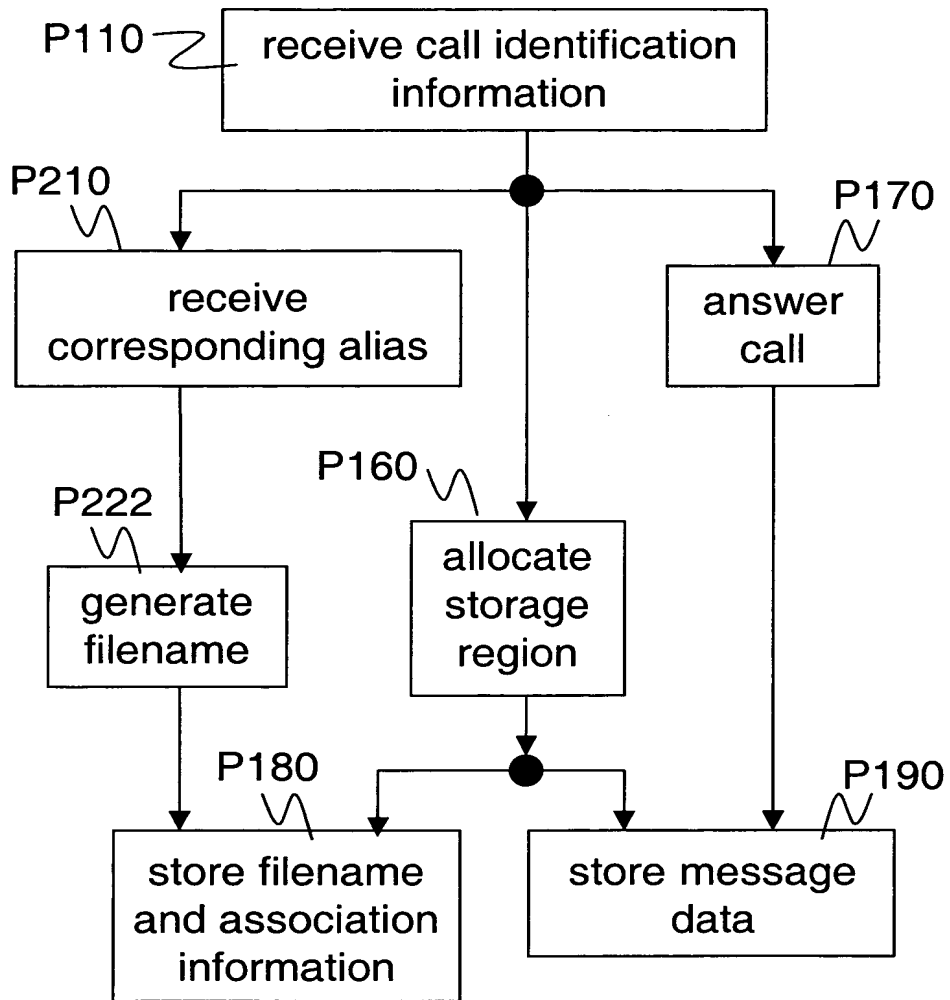 P110
receive call identification
information
P210
P170
receive
corresponding alias
answer
call
P160
P222
allocate
storage
region
generate
filename
P180
P190
store filename
and association
information
store message
data